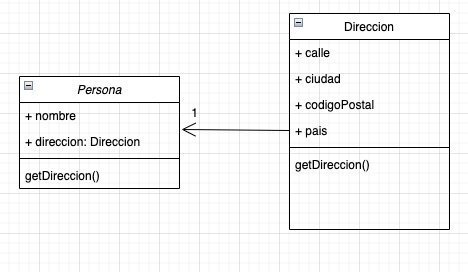 Persona
+ nombre
+ direccion: Direccion
getDireccion()
1
Direccion
+ calle
+ ciudad
+ codigoPostal
+ pais
getDireccion()